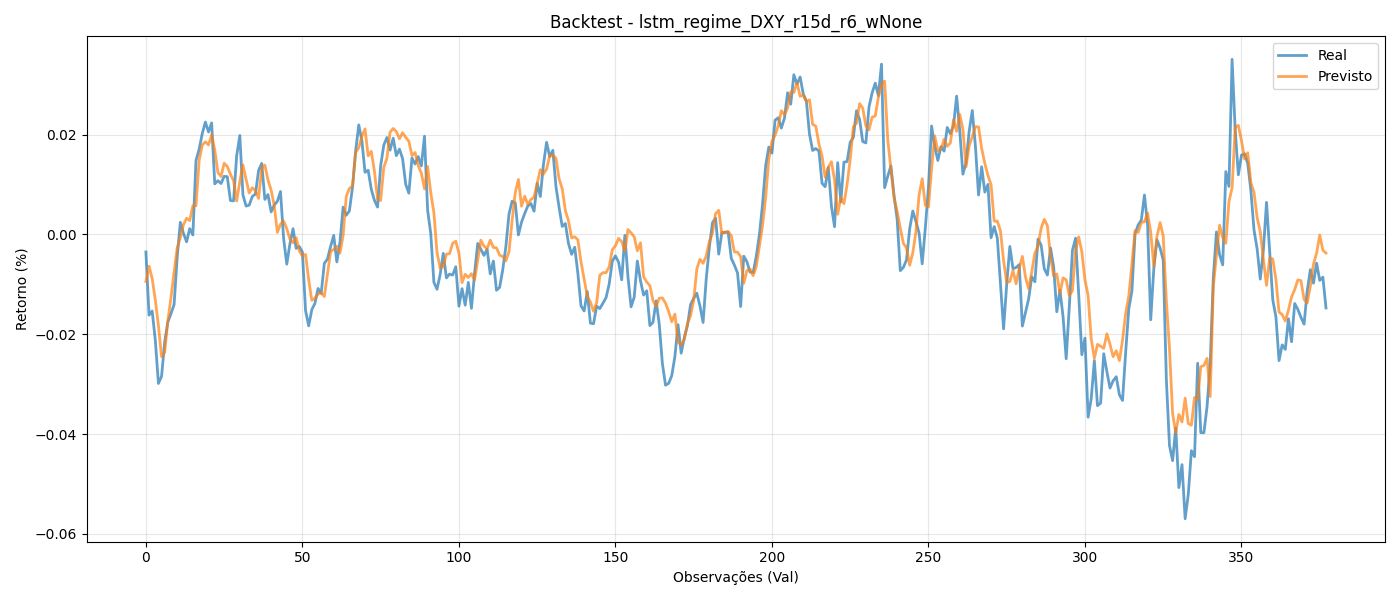 Backtest - lstm_regime_DXY_r15d_r6_wNone
Real
Previsto
Retorno (%)
0.02
0.00
−0.02
−0.04
−0.06
0 50 100 150 200 250 300 350
Observações (Val)